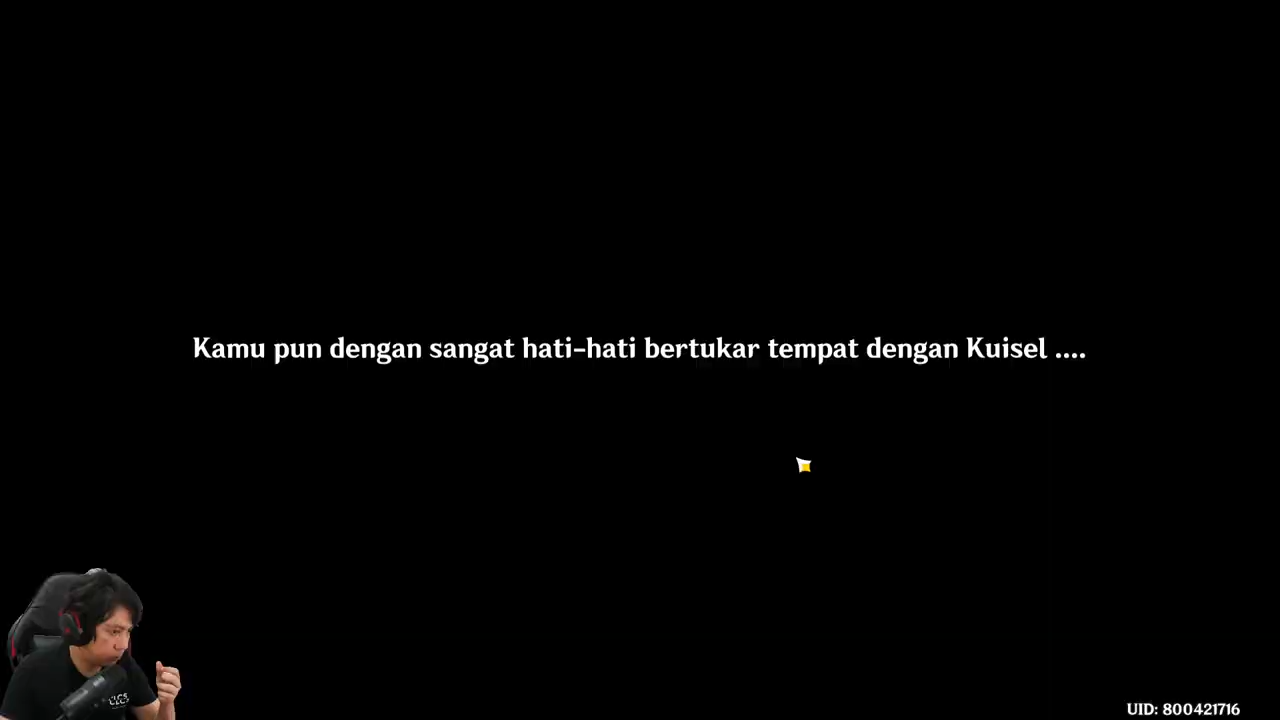 Kamu pun dengan sangat hati-hati bertukar tempat dengan Kuisel ....
UID: 800421716